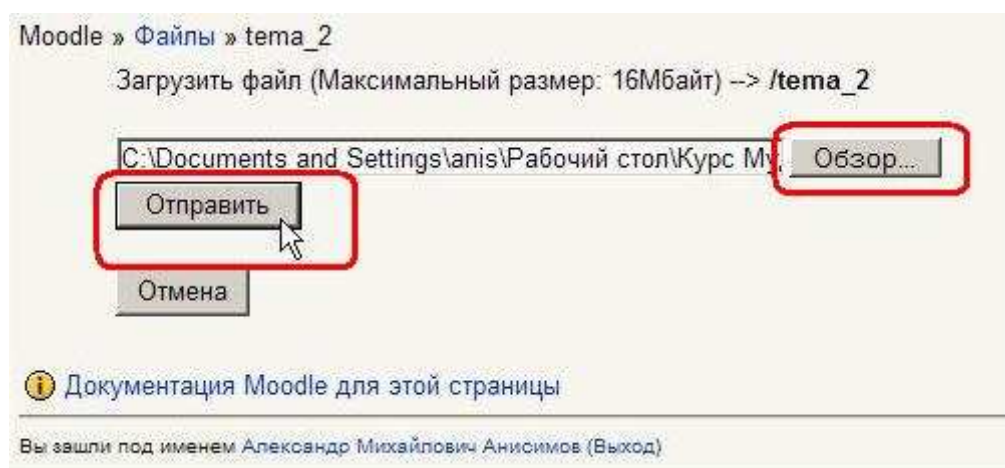 Moodle » Файлы » tema_2
Загрузить файл (Максимальный размер: 16Мбайт) --> /tema_2
C:\Documents and Settings\anis\Рабочий стол\Курс Му Обзор...
Отправить
Отмена
Документация Moodle для этой страницы
Вы зашли под именем Александр Михайлович Анисимов (Выход)